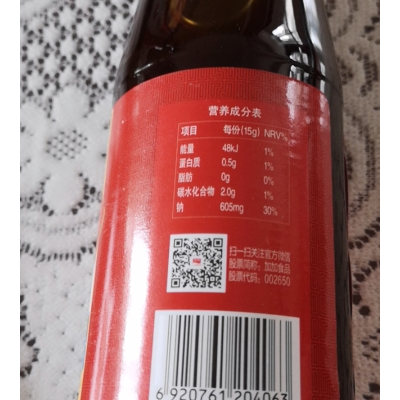 营养成分表
项目 每份(15g) NRV%
能量 48kJ 1%
蛋白质 0.5g 1%
脂肪 0g 0%
碳水化合物 2.0g 1%
钠 605mg 30%
扫一扫关注官方微信
股票简称：加加食品
股票代码：002650
6 920761 204063